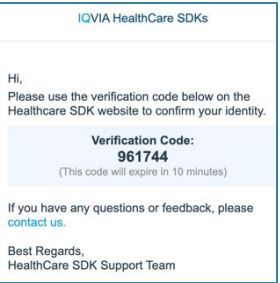 IQVIA HealthCare SDKs
Hi,
Please use the verification code below on the
Healthcare SDK website to confirm your identity.
Verification Code:
961744
(This code will expire in 10 minutes)
If you have any questions or feedback, please
contact us.
Best Regards,
HealthCare SDK Support Team